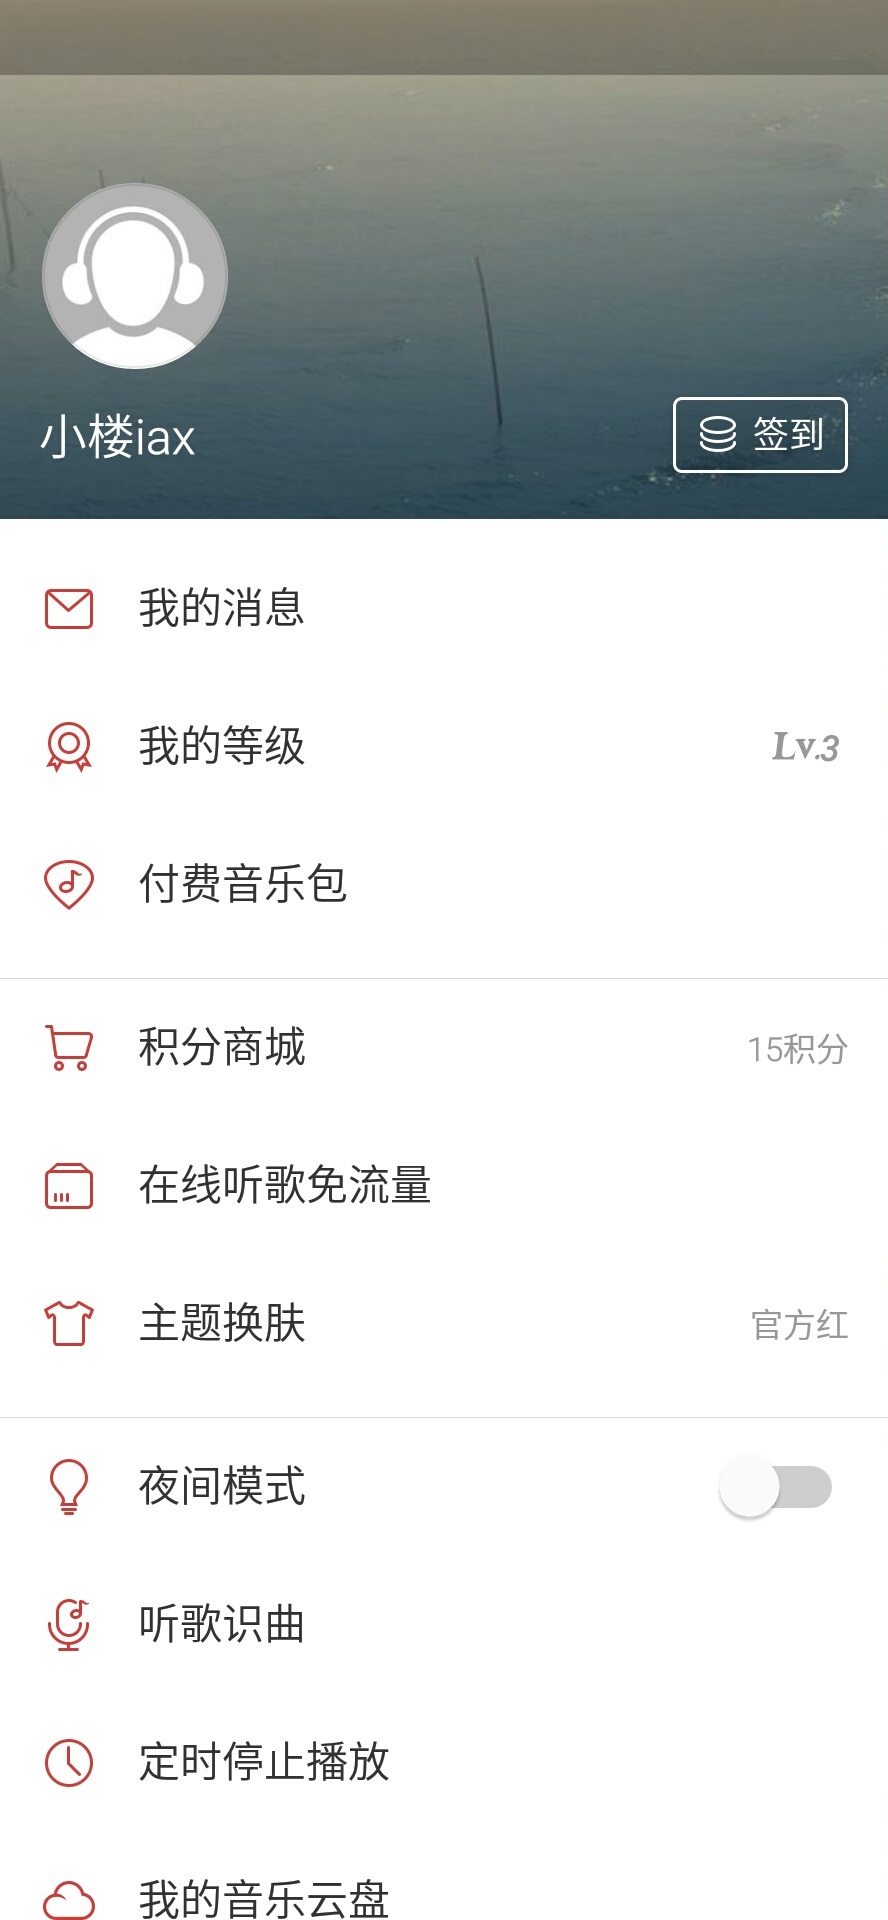 小楼iax
签到
我的消息
我的等级
Lv.3
付费音乐包
积分商城
15积分
在线听歌免流量
主题换肤
官方红
夜间模式
听歌识曲
定时停止播放
我的音乐云盘